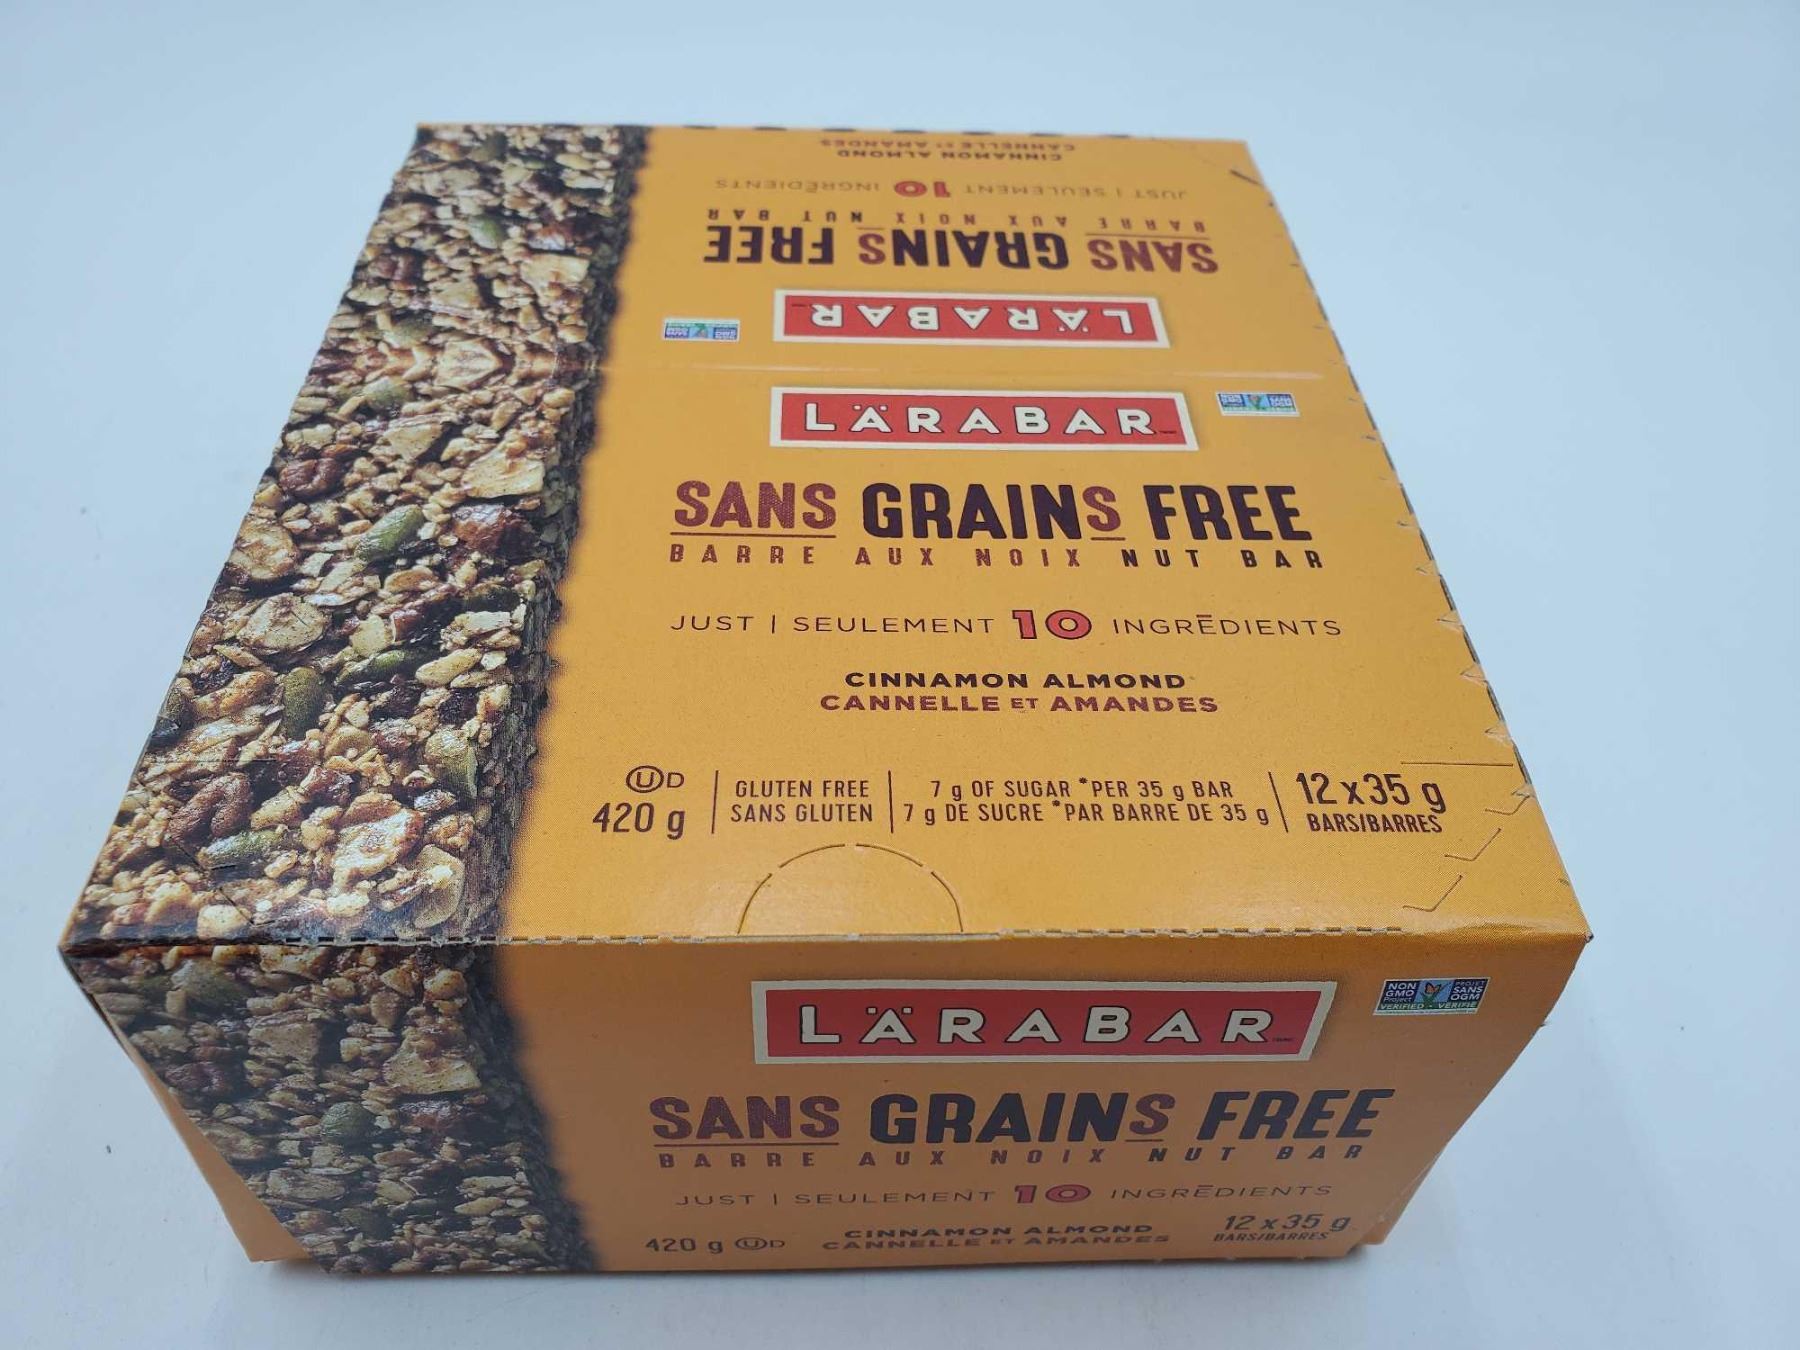 CINNAMON ALMOND
CANNELLE ET AMANDES
JUST | SEULEMENT 10 INGRĒDIENTS
BARRE AUX NOIX NUT BAR
SANS GRAINS FREE
LÄRABAR
LÄRABAR
SANS GRAINS FREE
BARRE AUX NOIX NUT BAR
JUST | SEULEMENT 10 INGRĒDIENTS
CINNAMON ALMOND
CANNELLE ET AMANDES
UD
420 g
GLUTEN FREE
SANS GLUTEN
7 g OF SUGAR *PER 35 g BAR
7 g DE SUCRE *PAR BARRE DE 35 g
12 x 35 g
BARS/BARRES
LÄRABAR
NON GMO Project VERIFIED • PROJET SANS OGM VÉRIFIÉ
SANS GRAINS FREE
BARRE AUX NOIX NUT BAR
JUST | SEULEMENT 10 INGRĒDIENTS
420 g UD
CINNAMON ALMOND
CANNELLE ET AMANDES
12 x 35 g
BARS/BARRES